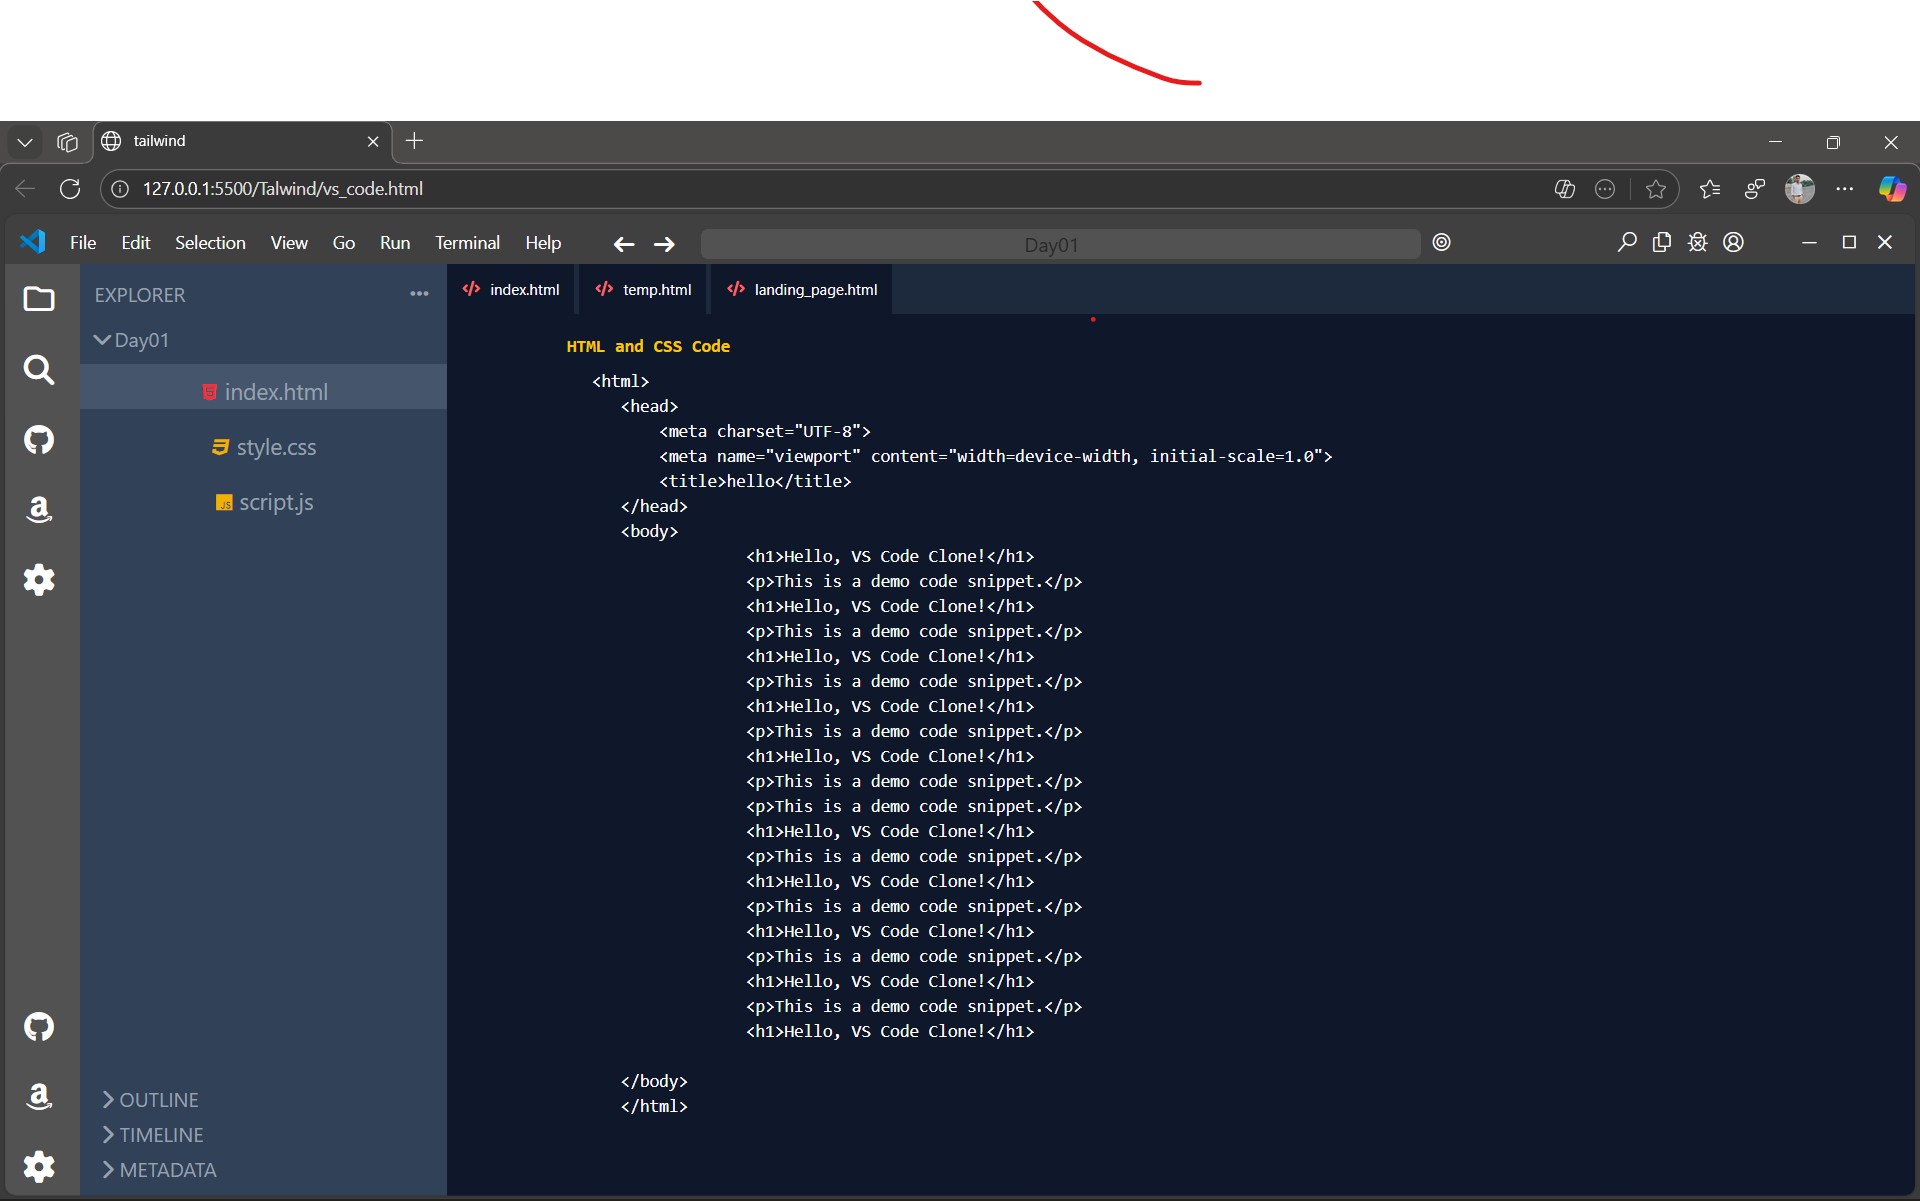 tailwind
127.0.0.1:5500/Talwind/vs_code.html
File Edit Selection View Go Run Terminal Help Day01
EXPLORER
Day01
index.html
style.css
JS script.js
OUTLINE
TIMELINE
METADATA
index.html temp.html landing_page.html
HTML and CSS Code
<html>
<head>
<meta charset="UTF-8">
<meta name="viewport" content="width=device-width, initial-scale=1.0">
<title>hello</title>
</head>
<body>
<h1>Hello, VS Code Clone!</h1>
<p>This is a demo code snippet.</p>
<h1>Hello, VS Code Clone!</h1>
<p>This is a demo code snippet.</p>
<h1>Hello, VS Code Clone!</h1>
<p>This is a demo code snippet.</p>
<h1>Hello, VS Code Clone!</h1>
<p>This is a demo code snippet.</p>
<h1>Hello, VS Code Clone!</h1>
<p>This is a demo code snippet.</p>
<p>This is a demo code snippet.</p>
<h1>Hello, VS Code Clone!</h1>
<p>This is a demo code snippet.</p>
<h1>Hello, VS Code Clone!</h1>
<p>This is a demo code snippet.</p>
<h1>Hello, VS Code Clone!</h1>
<p>This is a demo code snippet.</p>
<h1>Hello, VS Code Clone!</h1>
<p>This is a demo code snippet.</p>
<h1>Hello, VS Code Clone!</h1>
</body>
</html>